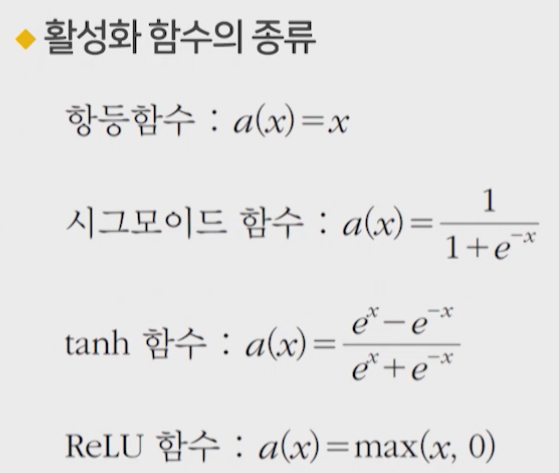 ◆ 활성화 함수의 종류
항등함수 : a(x)=x
시그모이드 함수 : a(x)=1/(1+e^{-x})
tanh 함수 : a(x)=(e^{x}-e^{-x})/(e^{x}+e^{-x})
ReLU 함수 : a(x)=max(x, 0)